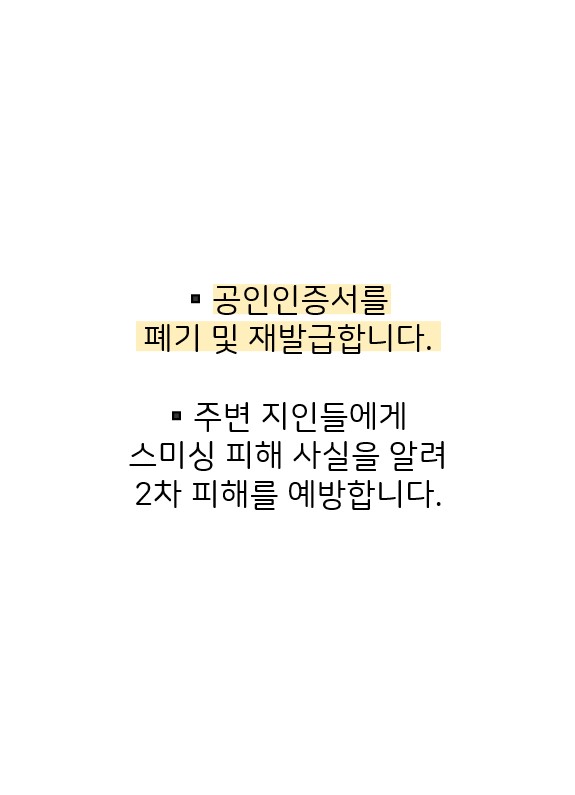 ▪ 공인인증서를
폐기 및 재발급합니다.
▪ 주변 지인들에게
스미싱 피해 사실을 알려
2차 피해를 예방합니다.